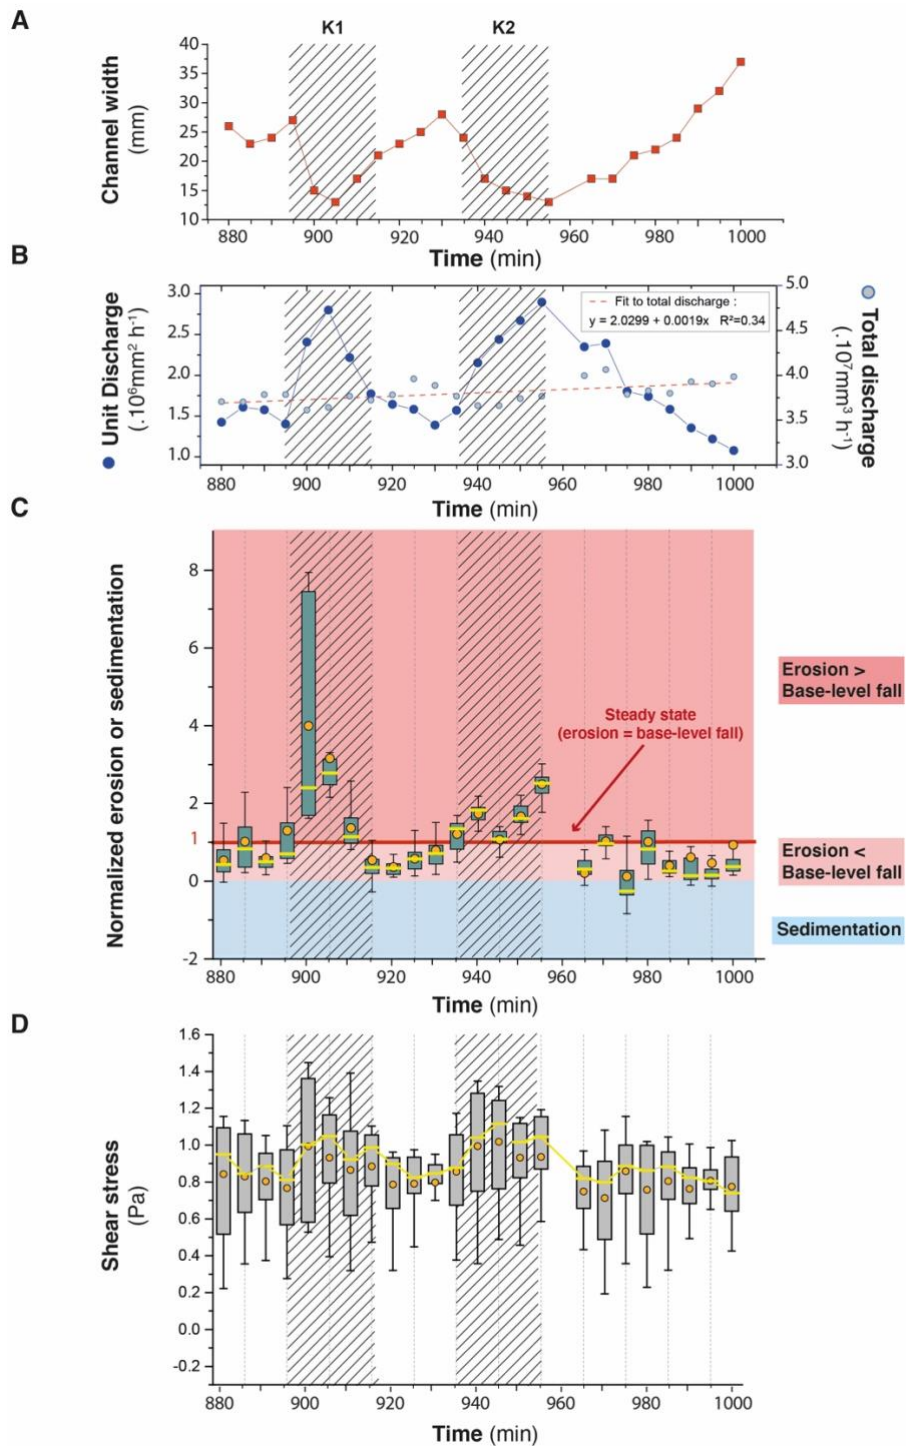 A
K1
K2
Channel width
(mm)
40
35
30
25
20
15
10
880
900
920
940
960
980
1000
Time (min)
B
Unit Discharge
(.10⁶mm² h⁻¹)
3.0
2.5
2.0
1.5
1.0
Fit to total discharge :
y = 2.0299 + 0.0019x R²=0.34
5.0
4.5
4.0
3.5
3.0
Total discharge
(.10⁷mm³ h⁻¹)
880
900
920
940
960
980
1000
Time (min)
C
Normalized erosion or sedimentation
8
6
4
2
1
0
-2
Steady state
(erosion = base-level fall)
Erosion >
Base-level fall
Erosion <
Base-level fall
Sedimentation
880
900
920
940
960
980
1000
Time (min)
D
Shear stress
(Pa)
1.6
1.4
1.2
1.0
0.8
0.6
0.4
0.2
0.0
-0.2
880
900
920
940
960
980
1000
Time (min)